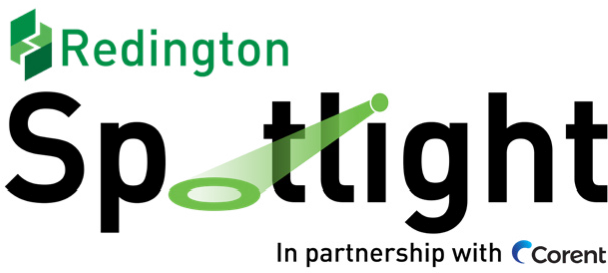 Redington
Spotlight
In partnership with Corent